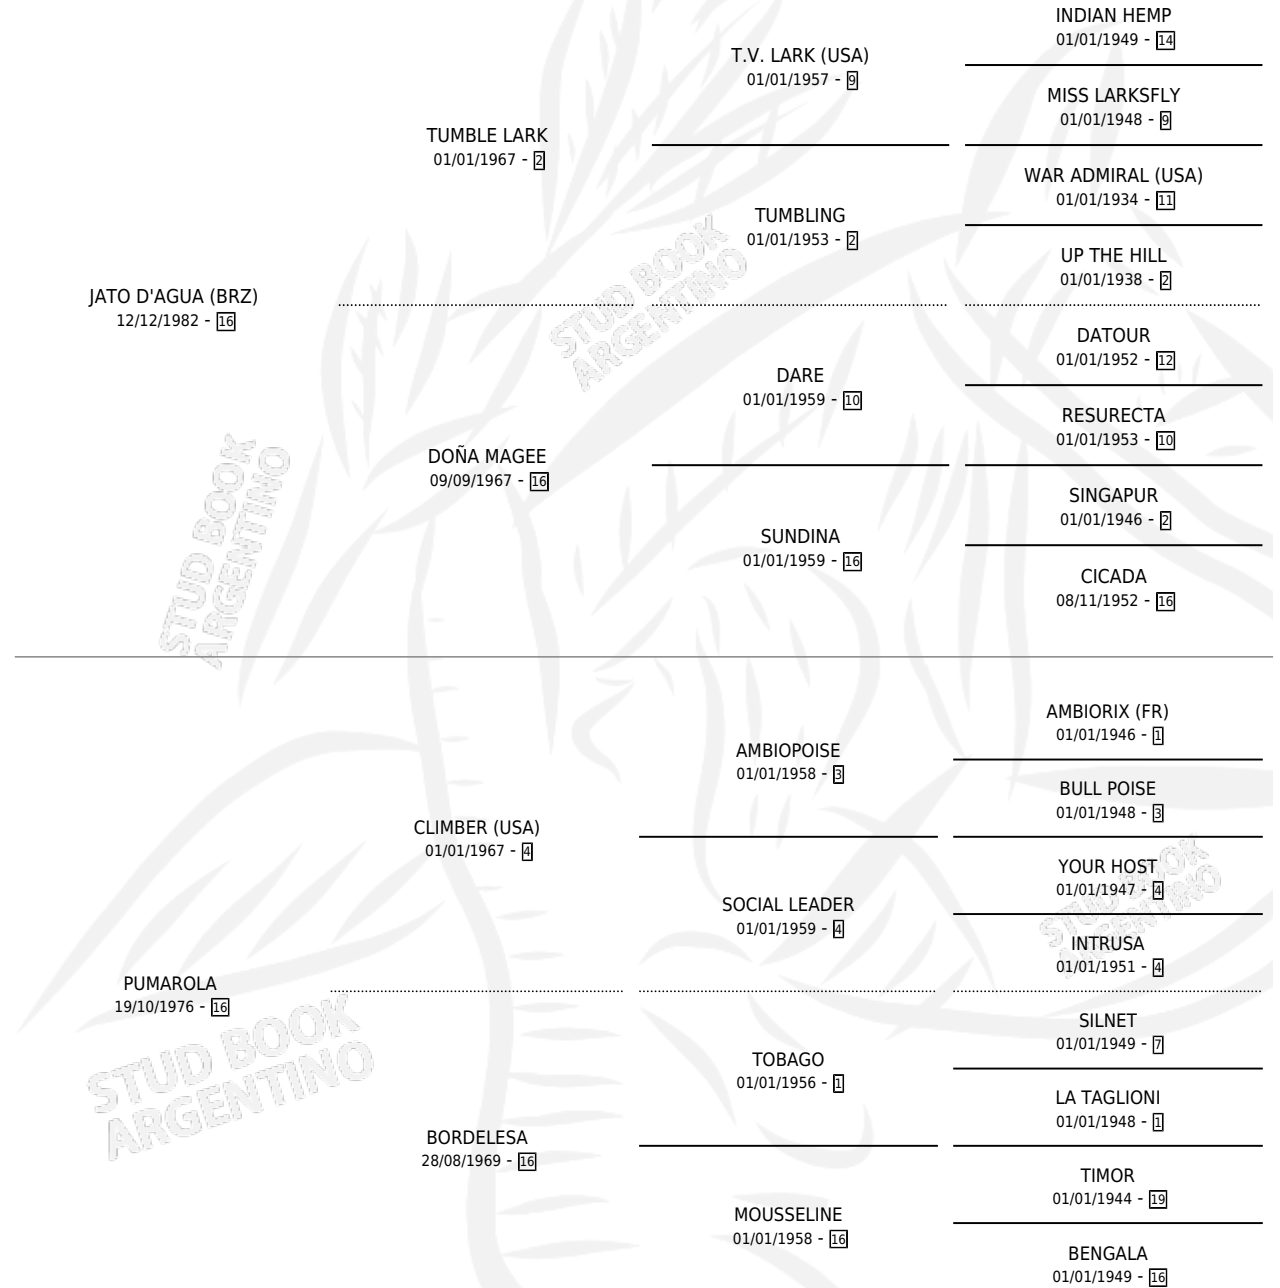 INDIAN HEMP
01/01/1949 - 14
T.V. LARK (USA)
01/01/1957 - 9
MISS LARKSFLY
01/01/1948 - 9
TUMBLE LARK
01/01/1967 - 2
WAR ADMIRAL (USA)
01/01/1934 - 11
TUMBLING
01/01/1953 - 2
UP THE HILL
01/01/1938 - 2
JATO D'AGUA (BRZ)
12/12/1982 - 16
DATOUR
01/01/1952 - 12
DARE
01/01/1959 - 10
RESURECTA
01/01/1953 - 10
DOÑA MAGEE
09/09/1967 - 16
SINGAPUR
01/01/1946 - 2
SUNDINA
01/01/1959 - 16
CICADA
08/11/1952 - 16
AMBIORIX (FR)
01/01/1946 - 1
AMBIOPOISE
01/01/1958 - 3
BULL POISE
01/01/1948 - 3
CLIMBER (USA)
01/01/1967 - 4
YOUR HOST
01/01/1947 - 4
SOCIAL LEADER
01/01/1959 - 4
INTRUSA
01/01/1951 - 4
PUMAROLA
19/10/1976 - 16
SILNET
01/01/1949 - 7
TOBAGO
01/01/1956 - 1
LA TAGLIONI
01/01/1948 - 1
BORDELESA
28/08/1969 - 16
TIMOR
01/01/1944 - 19
MOUSSELINE
01/01/1958 - 16
BENGALA
01/01/1949 - 16
STUD BOOK
ARGENTINO
STUD BOOK
ARGENTINO
STUD BOOK
ARGENTINO
STUD BOOK
ARGENTINO